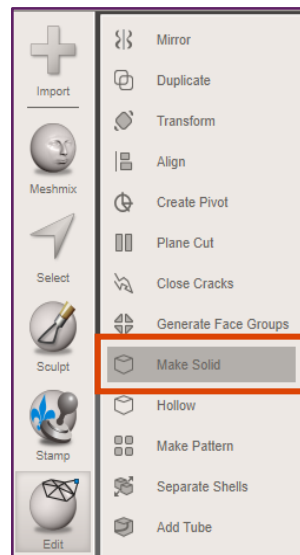 Import
Meshmix
Select
Sculpt
Stamp
Edit
Mirror
Duplicate
Transform
Align
Create Pivot
Plane Cut
Close Cracks
Generate Face Groups
Make Solid
Hollow
Make Pattern
Separate Shells
Add Tube